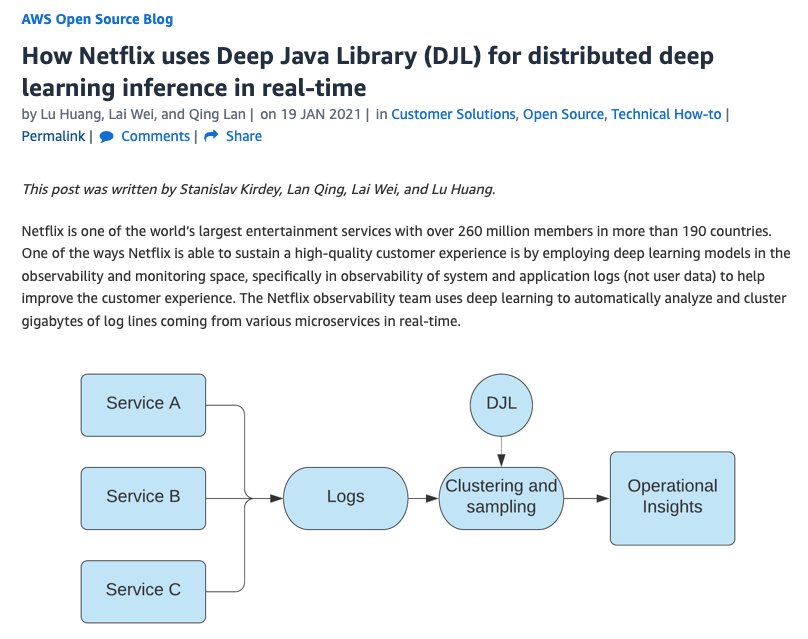 AWS Open Source Blog
How Netflix uses Deep Java Library (DJL) for distributed deep
learning inference in real-time
by Lu Huang, Lai Wei, and Qing Lan | on 19 JAN 2021 | in Customer Solutions, Open Source, Technical How-to |
Permalink | Comments | Share
This post was written by Stanislav Kirdey, Lan Qing, Lai Wei, and Lu Huang.
Netflix is one of the world’s largest entertainment services with over 260 million members in more than 190 countries.
One of the ways Netflix is able to sustain a high-quality customer experience is by employing deep learning models in the
observability and monitoring space, specifically in observability of system and application logs (not user data) to help
improve the customer experience. The Netflix observability team uses deep learning to automatically analyze and cluster
gigabytes of log lines coming from various microservices in real-time.
Service A
Service B
Service C
Logs
DJL
Clustering and
sampling
Operational
Insights